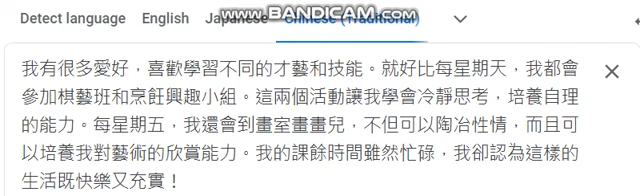 www.BANDICAM.com
Detect language English Japanese Chinese (Traditional)
我有很多愛好，喜歡學習不同的才藝和技能。就好比每星期天，我都會
參加棋藝班和烹飪興趣小組。這兩個活動讓我學會冷靜思考，培養自理
的能力。每星期五，我還會到畫室畫畫兒，不但可以陶冶性情，而且可
以培養我對藝術的欣賞能力。我的課餘時間雖然忙碌，我卻認為這樣的
生活既快樂又充實！